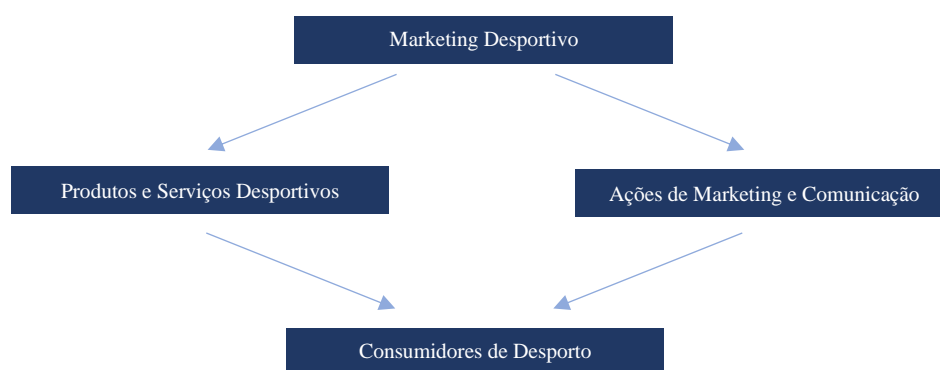 Marketing Desportivo
Produtos e Serviços Desportivos
Ações de Marketing e Comunicação
Consumidores de Desporto